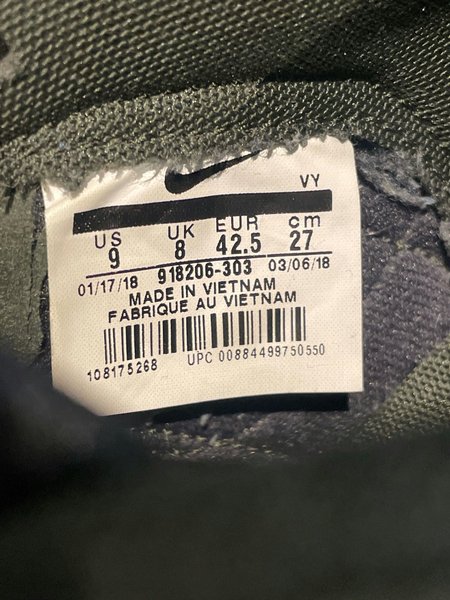 VY
US UK EUR cm
9 8 42.5 27
01/17/18 918206-303 03/06/18
MADE IN VIETNAM
FABRIQUE AU VIETNAM
108175268 UPC 00884499750550